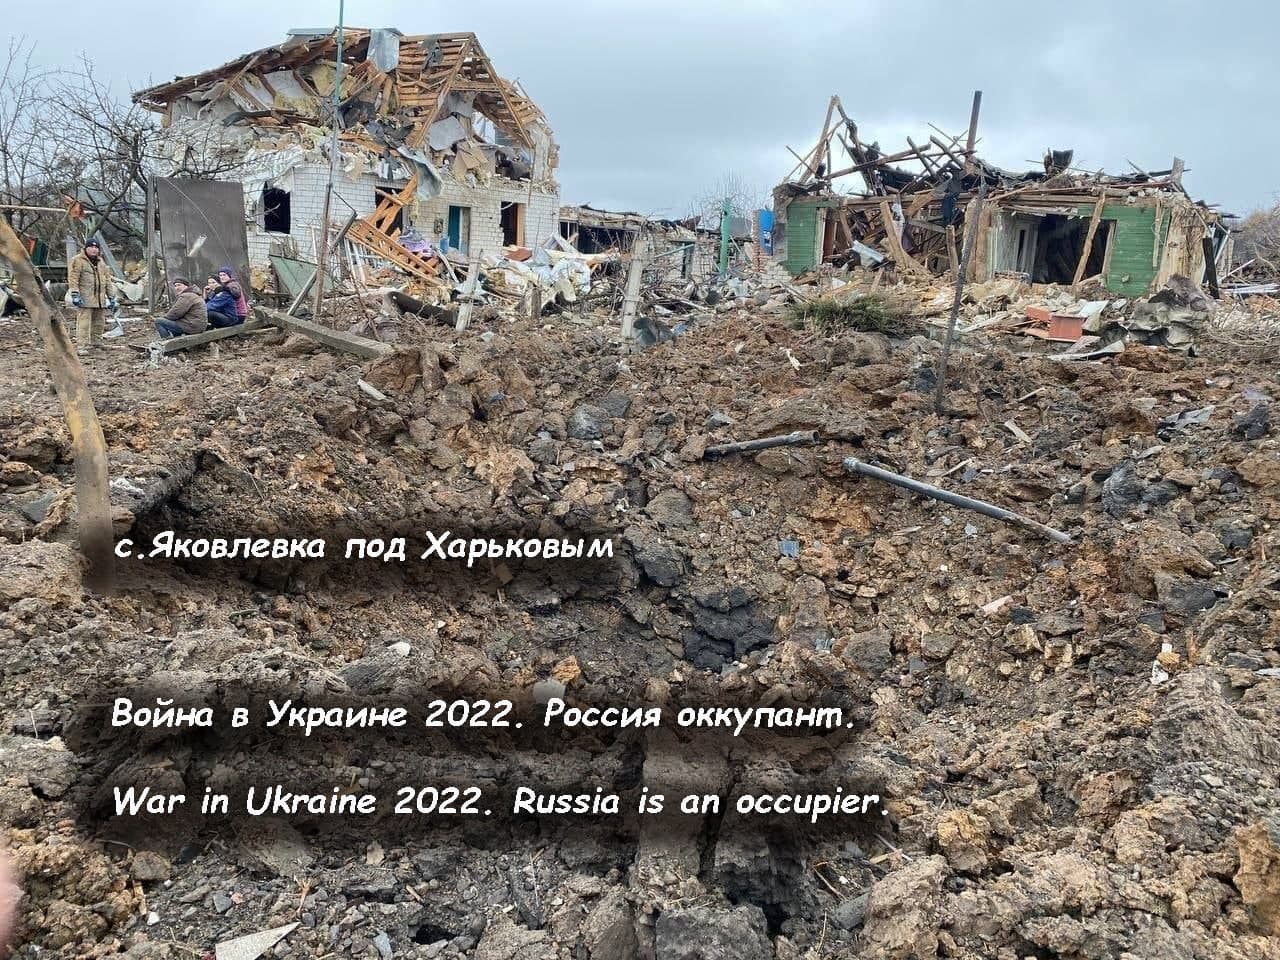 с.Яковлевка под Харьковым
Война в Украине 2022. Россия оккупант.
War in Ukraine 2022. Russia is an occupier.